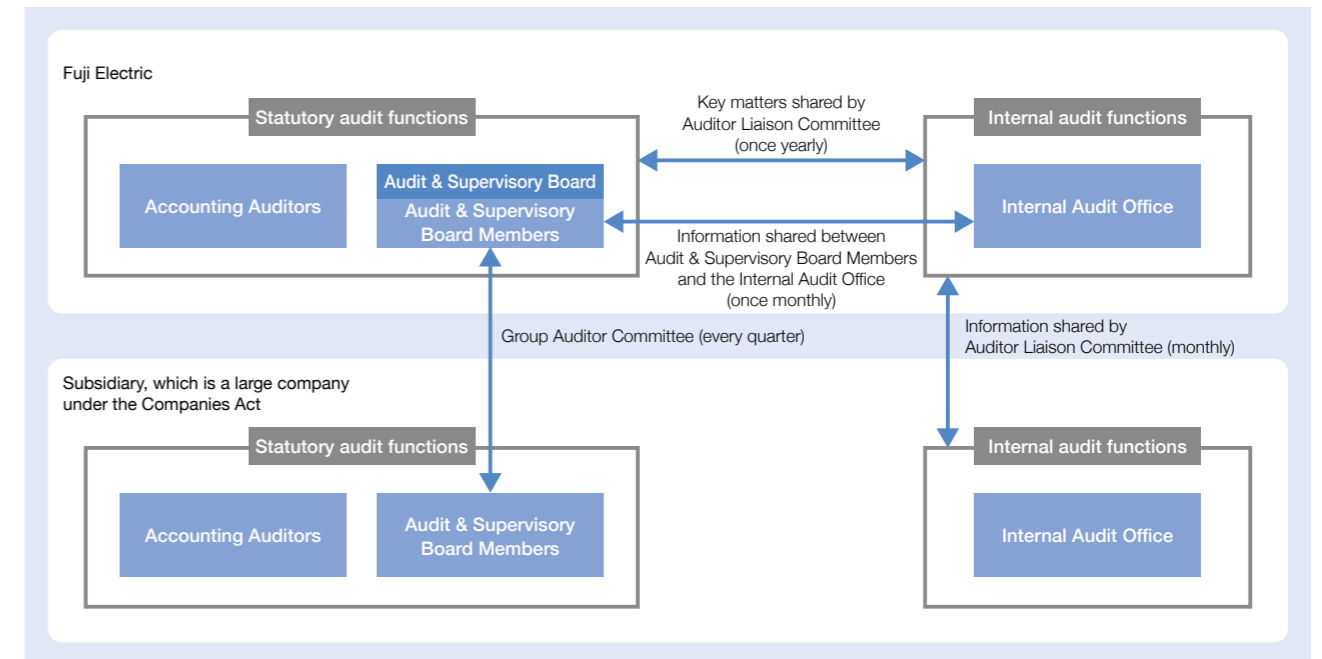 Fuji Electric
Statutory audit functions
Accounting Auditors
Audit & Supervisory Board
Audit & Supervisory
Board Members
Key matters shared by
Auditor Liaison Committee
(once yearly)
Information shared between
Audit & Supervisory Board Members
and the Internal Audit Office
(once monthly)
Internal audit functions
Internal Audit Office
Group Auditor Committee (every quarter)
Information shared by
Auditor Liaison Committee (monthly)
Subsidiary, which is a large company
under the Companies Act
Statutory audit functions
Accounting Auditors
Audit & Supervisory
Board Members
Internal audit functions
Internal Audit Office